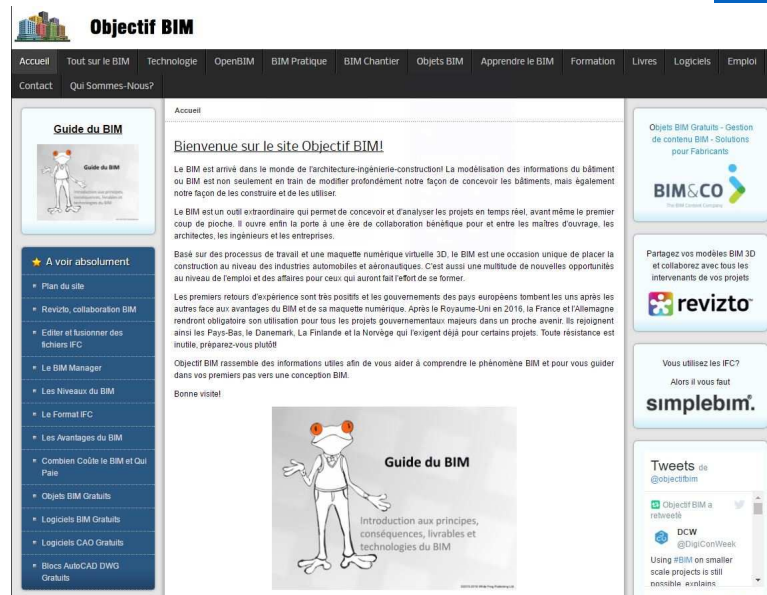 Objectif BIM
Accueil Tout sur le BIM Technologie OpenBIM BIM Pratique BIM Chantier Objets BIM Apprendre le BIM Formation Livres Logiciels Emploi
Contact Qui Sommes-Nous?
Guide du BIM
Guide du BIM
Introduction aux principes,
conséquences, livrables et
technologies du BIM
A voir absolument
Plan du site
Revizto, collaboration BIM
Editer et fusionner des
fichiers IFC
Le BIM Manager
Les Niveaux du BIM
Le Format IFC
Les Avantages du BIM
Combien Coûte le BIM et Qui
Paie
Objets BIM Gratuits
Logiciels BIM Gratuits
Logiciels CAO Gratuits
Blocs AutoCAD DWG
Gratuits
Accueil
Bienvenue sur le site Objectif BIM!
Le BIM est arrivé dans le monde de l'architecture-ingénierie-construction! La modélisation des informations du bâtiment
ou BIM est non seulement en train de modifier profondément notre façon de concevoir les bâtiments, mais également
notre façon de les construire et de les utiliser.
Le BIM est un outil extraordinaire qui permet de concevoir et d'analyser les projets en temps réel, avant même le premier
coup de pioche. Il ouvre enfin la porte à une ère de collaboration bénéfique pour et entre les maîtres d'ouvrage, les
architectes, les ingénieurs et les entreprises.
Basé sur des processus de travail et une maquette numérique virtuelle 3D, le BIM est une occasion unique de placer la
construction au niveau des industries automobiles et aéronautiques. C'est aussi une multitude de nouvelles opportunités
au niveau de l'emploi et des affaires pour ceux qui auront fait l'effort de se former.
Les premiers retours d'expérience sont très positifs et les gouvernements des pays européens tombent les uns après les
autres face aux avantages du BIM et de sa maquette numérique. Après le Royaume-Uni en 2016, la France et l'Allemagne
rendront obligatoire son utilisation pour tous les projets gouvernementaux majeurs dans un proche avenir. Ils rejoignent
ainsi les Pays-Bas, le Danemark, La Finlande et la Norvège qui l'exigent déjà pour certains projets. Toute résistance est
inutile, préparez-vous plutôt!
Objectif BIM rassemble des informations utiles afin de vous aider à comprendre le phénomène BIM et pour vous guider
dans vos premiers pas vers une conception BIM.
Bonne visite!
Guide du BIM
Introduction aux principes,
conséquences, livrables et
technologies du BIM
Objets BIM Gratuits - Gestion
de contenu BIM - Solutions
pour Fabricants
BIM&CO
The BIM Content Company
Partagez vos modèles BIM 3D
et collaborez avec tous les
intervenants de vos projets
revizto
Vous utilisez les IFC?
Alors il vous faut
simplebim.
Tweets de
@objectifbim
Objectif BIM a
retweeté
DCW
@DigiConWeek
Using #BIM on smaller
scale projects is still
possible, explains